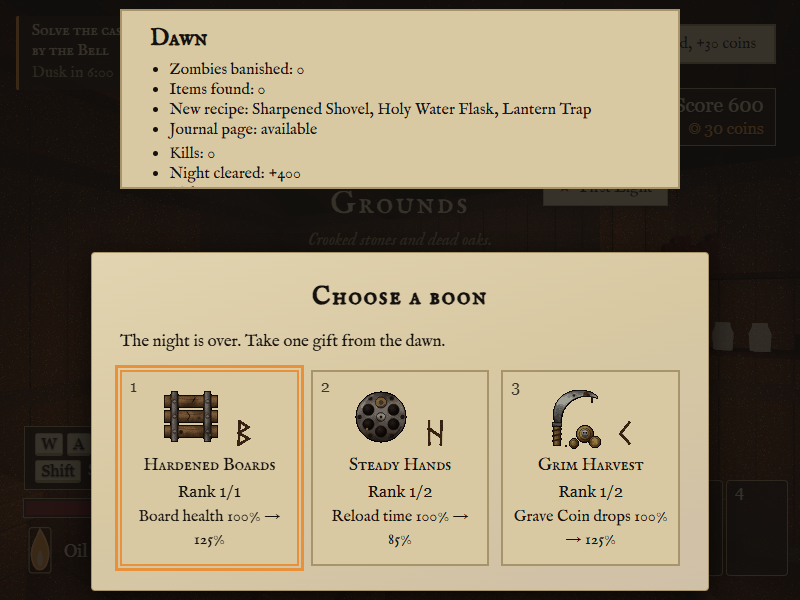 Solve the cas
by the Bell
Dusk in 6:00
d, +30 coins
Score 600
30 coins
Dawn
Zombies banished: 0
Items found: 0
New recipe: Sharpened Shovel, Holy Water Flask, Lantern Trap
Journal page: available
Kills: 0
Night cleared: +400
First Light
Grounds
Crooked stones and dead oaks.
Choose a boon
The night is over. Take one gift from the dawn.
1
Hardened Boards
Rank 1/1
Board health 100% →
125%
2
Steady Hands
Rank 1/2
Reload time 100% →
85%
3
Grim Harvest
Rank 1/2
Grave Coin drops 100%
→ 125%
W A
Shift
Oil
4